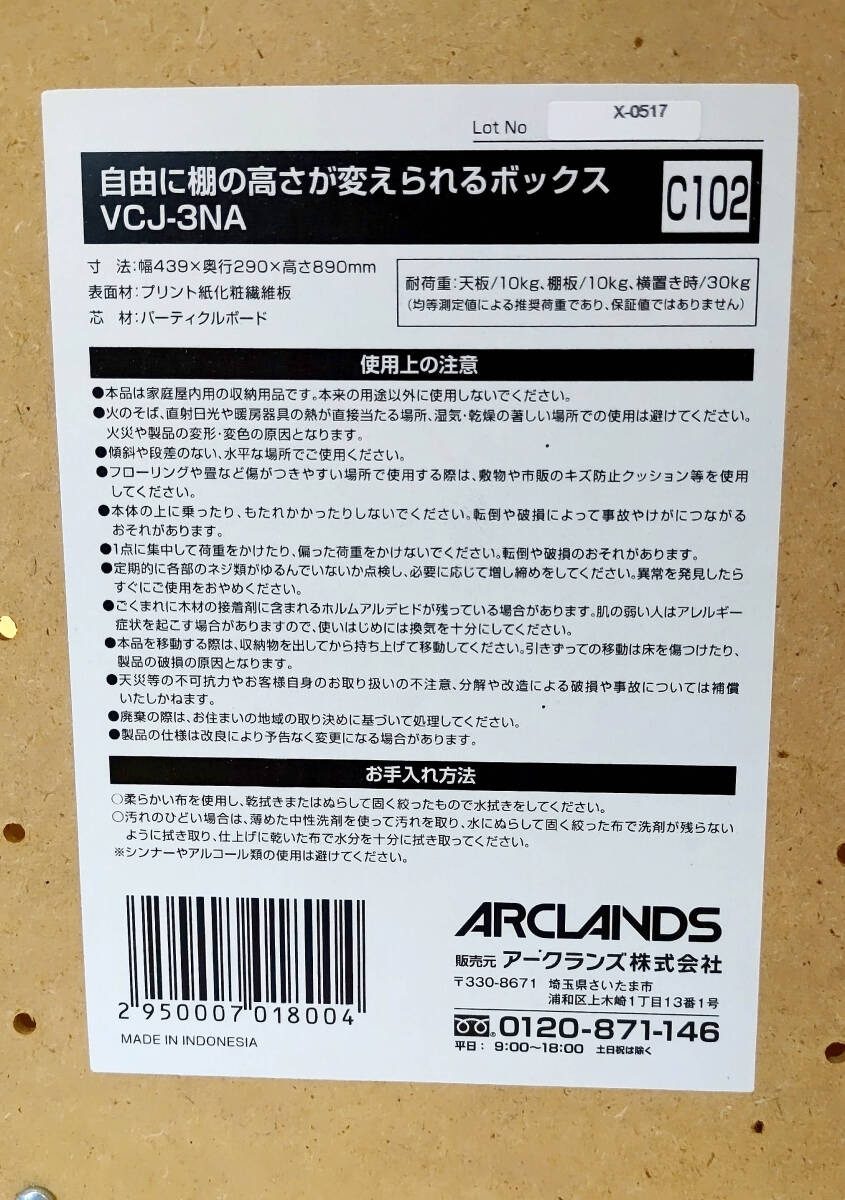 Lot No X-0517
自由に棚の高さが変えられるボックス
VCJ-3NA
C102
寸 法:幅439×奥行290×高さ890mm
表面材:プリント紙化粧繊維板
芯 材:パーティクルボード
耐荷重:天板/10kg、棚板/10kg、横置き時/30kg
(均等測定値による推奨荷重であり、保証値ではありません)
使用上の注意
●本品は家庭屋内用の収納用品です。本来の用途以外に使用しないでください。
●火のそば、直射日光や暖房器具の熱が直接当たる場所、湿気・乾燥の著しい場所での使用は避けてください。
火災や製品の変形・変色の原因となります。
●傾斜や段差のない、水平な場所でご使用ください。
●フローリングや畳など傷がつきやすい場所で使用する際は、敷物や市販のキズ防止クッション等を使用
してください。
●本体の上に乗ったり、もたれかかったりしないでください。転倒や破損によって事故やけがにつながる
おそれがあります。
●1点に集中して荷重をかけたり、偏った荷重をかけないでください。転倒や破損のおそれがあります。
●定期的に各部のネジ類がゆるんでいないか点検し、必要に応じて増し締めをしてください。異常を発見したら
すぐにご使用をおやめください。
●ごくまれに木材の接着剤に含まれるホルムアルデヒドが残っている場合があります。肌の弱い人はアレルギー
症状を起こす場合がありますので、使いはじめには換気を十分にしてください。
●本品を移動する際は、収納物を出してから持ち上げて移動してください。引きずっての移動は床を傷つけたり、
製品の破損の原因となります。
●天災等の不可抗力やお客様自身のお取り扱いの不注意、分解や改造による破損や事故については補償
いたしかねます。
●廃棄の際は、お住まいの地域の取り決めに基づいて処理してください。
●製品の仕様は改良により予告なく変更になる場合があります。
お手入れ方法
○柔らかい布を使用し、乾拭きまたはぬらして固く絞ったもので水拭きをしてください。
○汚れのひどい場合は、薄めた中性洗剤を使って汚れを取り、水にぬらして固く絞った布で洗剤が残らない
ように拭き取り、仕上げに乾いた布で水分を十分に拭き取ってください。
※シンナーやアルコール類の使用は避けてください。
2 950007 018004
MADE IN INDONESIA
ARCLANDS
販売元 アークランズ株式会社
〒330-8671 埼玉県さいたま市
浦和区上木崎1丁目13番1号
0120-871-146
平日: 9:00〜18:00 土日祝は除く